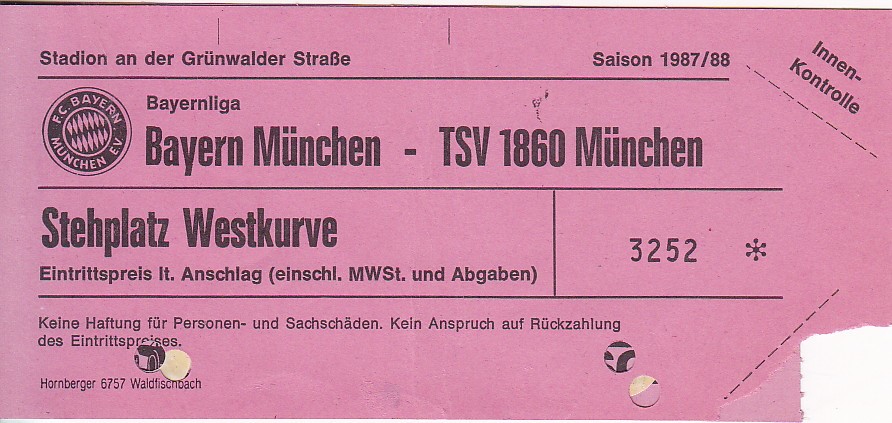 Stadion an der Grünwalder Straße
Saison 1987/88
Innen-
Kontrolle
F.C. BAYERN
MÜNCHEN E.V.
Bayernliga
Bayern München - TSV 1860 München
Stehplatz Westkurve
Eintrittspreis lt. Anschlag (einschl. MWSt. und Abgaben)
3252 *
Keine Haftung für Personen- und Sachschäden. Kein Anspruch auf Rückzahlung
des Eintrittspreises.
Hornberger 6757 Waldfischbach